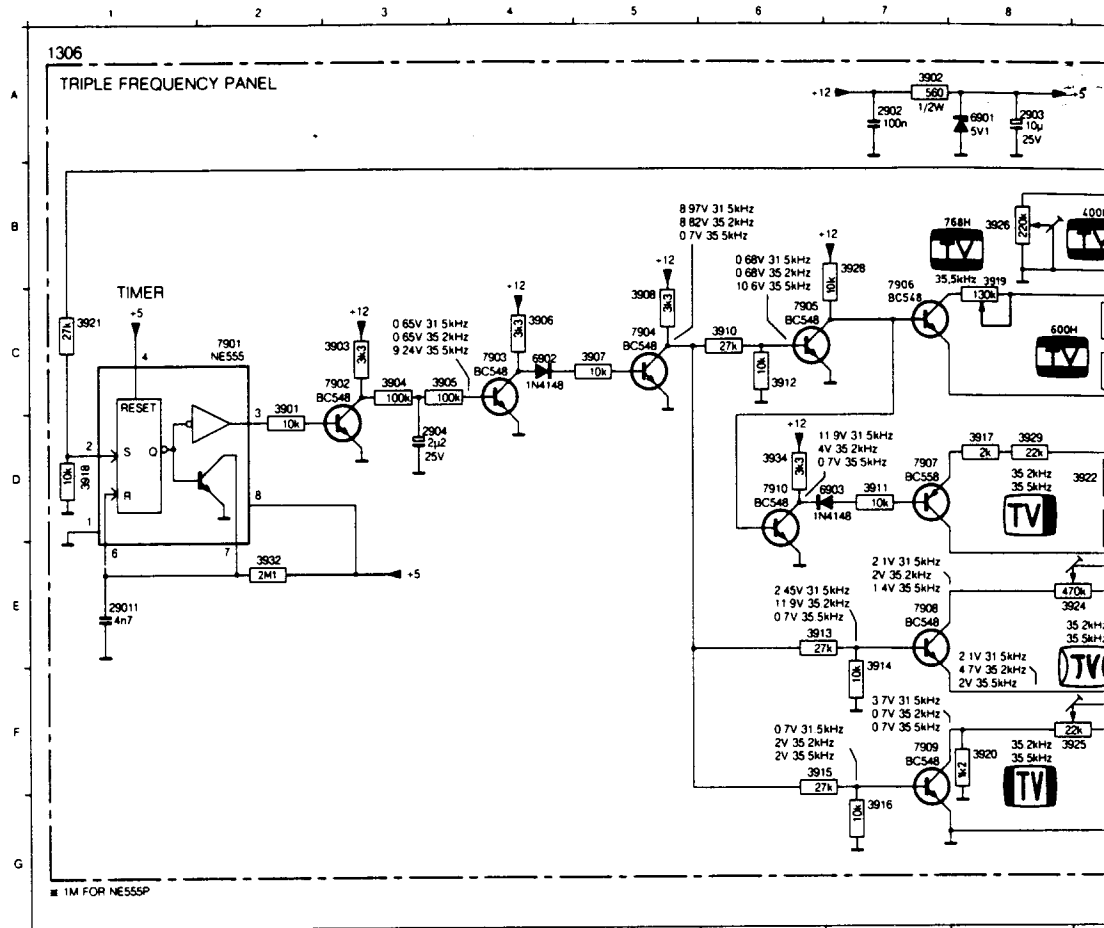 1 2 3 4 5 6 7 8
1306
TRIPLE FREQUENCY PANEL
A
+12
3902
560
1/2W
+5
2902
100n
6901
5V1
2903
10µ
25V
B
8 97V 31 5kHz
8 82V 35 2kHz
0 7V 35 5kHz
+12
3908
3k3
0 68V 31 5kHz
0 68V 35 2kHz
10 6V 35 5kHz
+12
3928
10k
768H
TV
35,5kHz
3926
220k
TIMER
+5
4
7901
NE555
3921
27k
C
+12
3903
3k3
0 65V 31 5kHz
0 65V 35 2kHz
9 24V 35 5kHz
+12
3906
3k3
7902
BC548
3904
100k
3905
100k
7903
BC548
6902
1N4148
3907
10k
7904
BC548
3910
27k
7905
BC548
3912
10k
7906
BC548
3919
130k
600H
TV
RESET
S
Q
R
2
3
3901
10k
2904
2µ2
25V
D
3918
10k
1
8
6
7
+12
3934
3k3
11 9V 31 5kHz
4V 35 2kHz
0 7V 35 5kHz
7910
BC548
6903
1N4148
3911
10k
7907
BC558
3917
2k
3929
22k
35 2kHz
35 5kHz
TV
3922
3932
2M1
+5
E
29011
4n7
2 45V 31 5kHz
11 9V 35 2kHz
0 7V 35 5kHz
3913
27k
3914
10k
2 1V 31 5kHz
2V 35 2kHz
1 4V 35 5kHz
7908
BC548
470k
3924
2 1V 31 5kHz
4 7V 35 2kHz
2V 35 5kHz
35 2kHz
35 5kHz
TV
F
0 7V 31 5kHz
2V 35 2kHz
2V 35 5kHz
3915
27k
3916
10k
3 7V 31 5kHz
0 7V 35 2kHz
0 7V 35 5kHz
7909
BC548
3920
1k2
22k
3925
35 2kHz
35 5kHz
TV
G
1M FOR NE555P